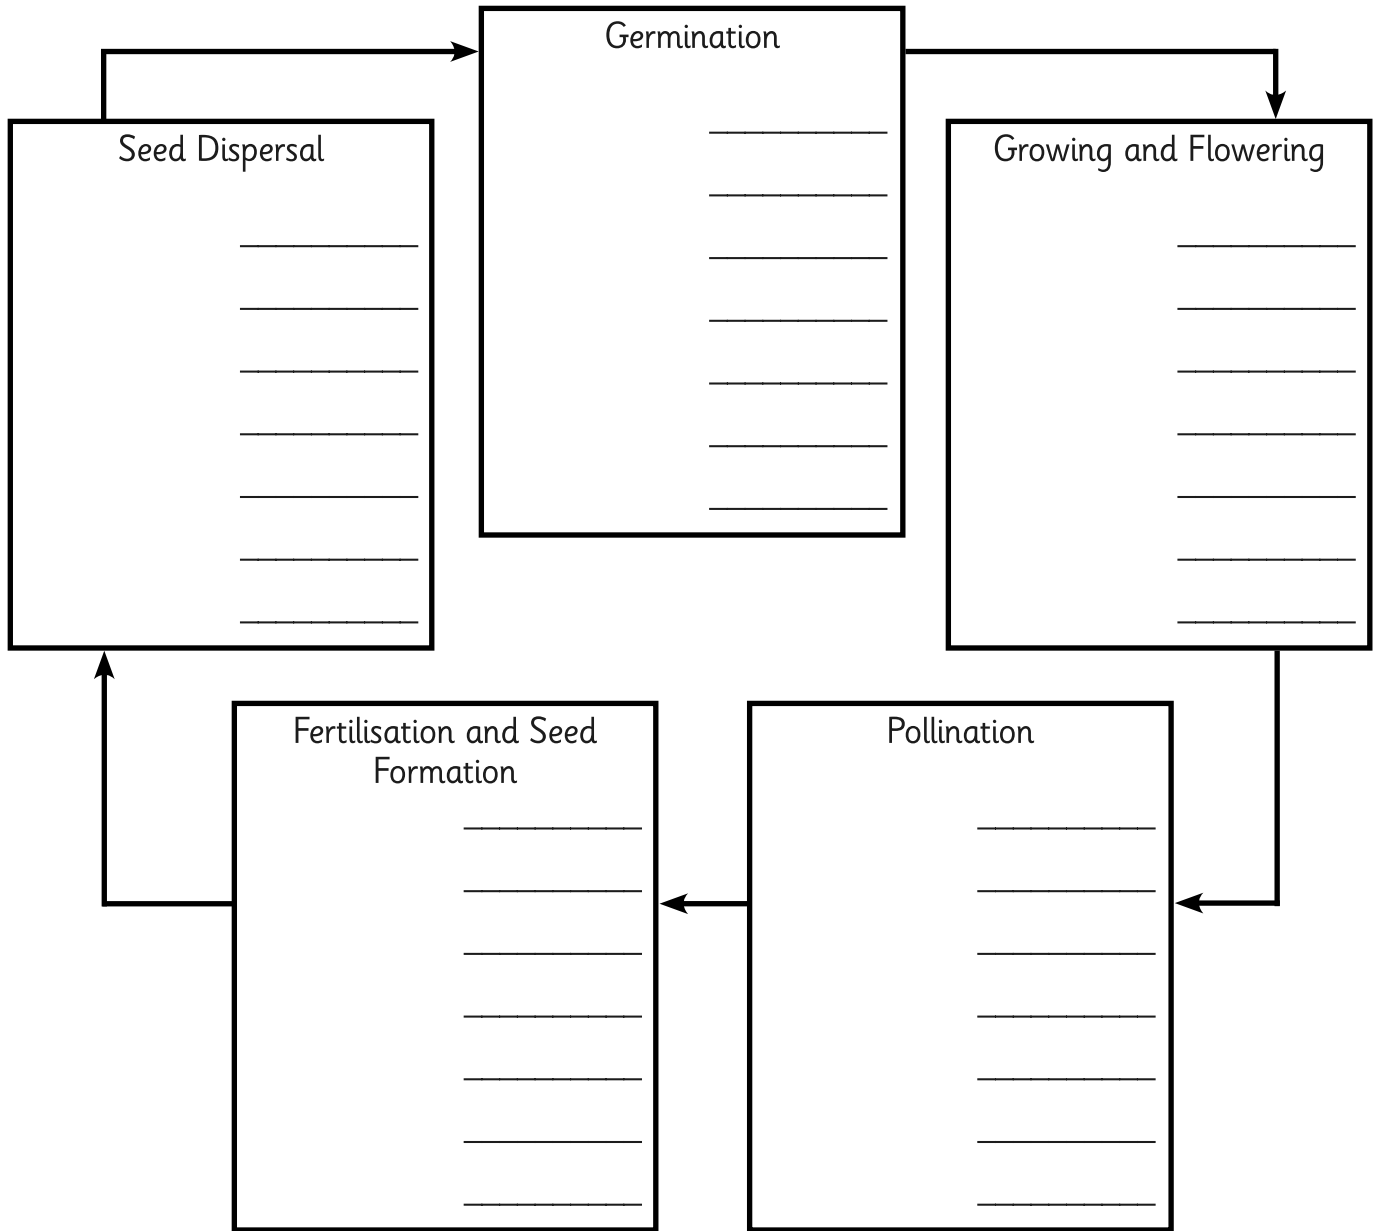 Germination
Seed Dispersal
Growing and Flowering
Fertilisation and Seed
Formation
Pollination